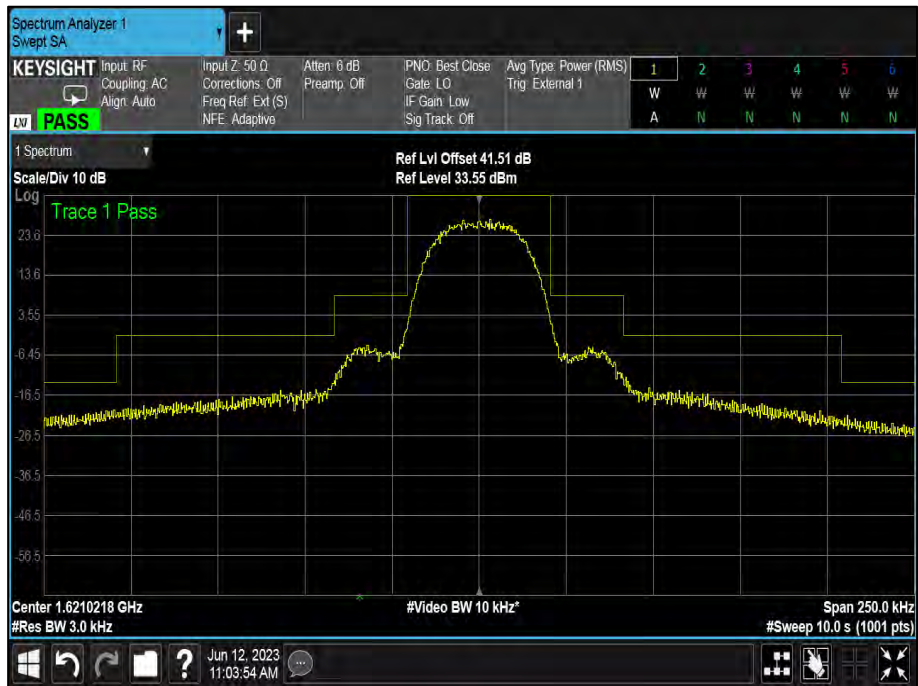 Spectrum Analyzer 1
Swept SA
KEYSIGHT
Input: RF
Coupling: AC
Align: Auto
Input Z: 50 Ω
Corrections: Off
Freq Ref: Ext (S)
NFE: Adaptive
Atten: 6 dB
Preamp: Off
PNO: Best Close
Gate: LO
IF Gain: Low
Sig Track: Off
Avg Type: Power (RMS)
Trig: External 1
1 2 3 4 5 6
W W W W W W
A N N N N N
LXI PASS
1 Spectrum
Scale/Div 10 dB
Ref Lvl Offset 41.51 dB
Ref Level 33.55 dBm
Log
Trace 1 Pass
23.6
13.6
3.55
-6.45
-16.5
-26.5
-36.5
-46.5
-56.5
Center 1.6210218 GHz
#Video BW 10 kHz*
Span 250.0 kHz
#Res BW 3.0 kHz
#Sweep 10.0 s (1001 pts)
?
Jun 12, 2023
11:03:54 AM